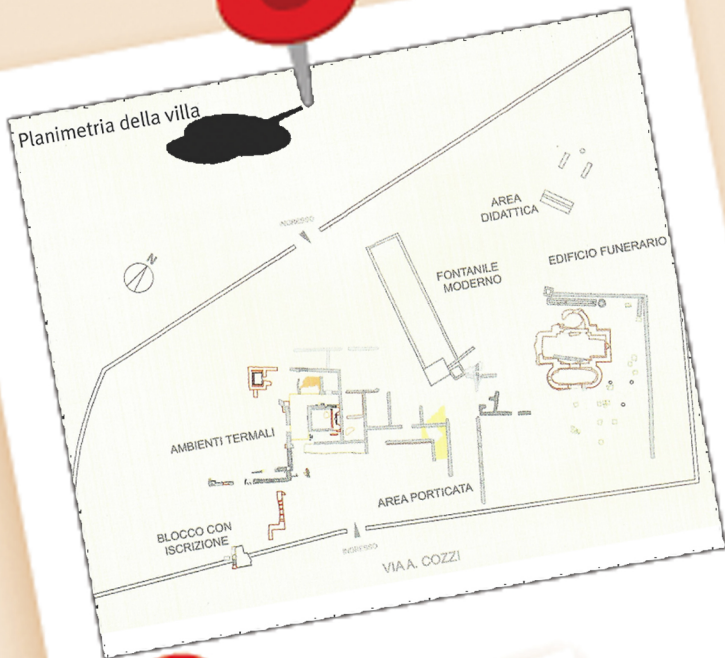 Planimetria della villa
INGRESSO
N
AREA
DIDATTICA
EDIFICIO FUNERARIO
FONTANILE
MODERNO
AMBIENTI TERMALI
AREA PORTICATA
BLOCCO CON
ISCRIZIONE
INGRESSO
VIA A. COZZI